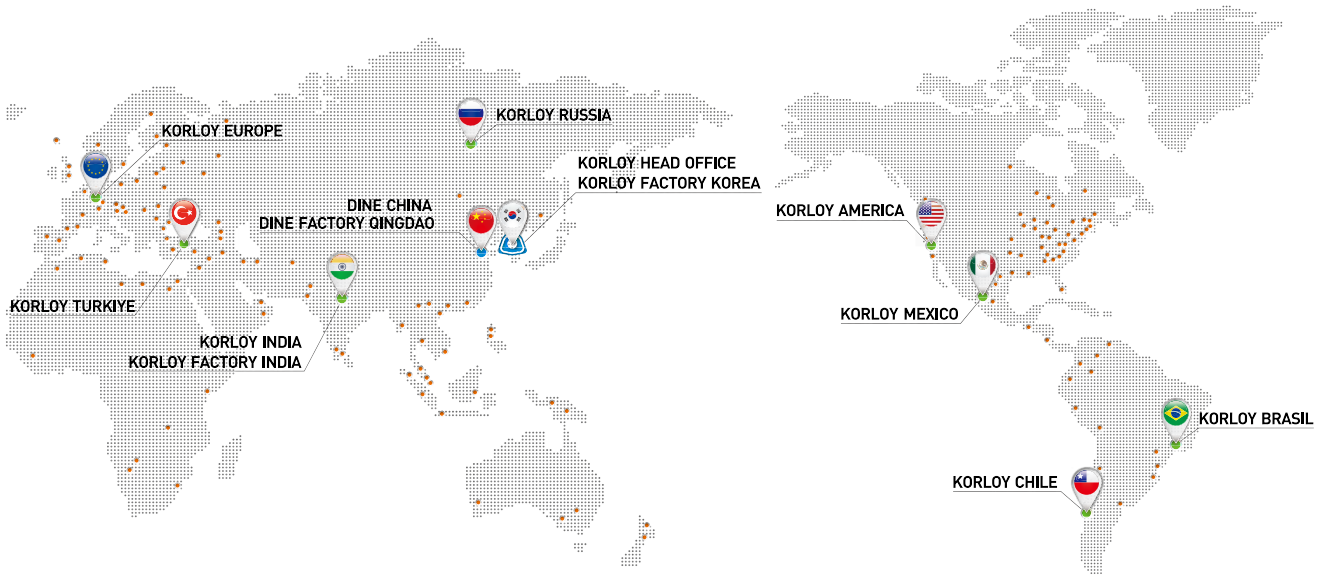 KORLOY EUROPE
KORLOY RUSSIA
KORLOY HEAD OFFICE
KORLOY FACTORY KOREA
DINE CHINA
DINE FACTORY QINGDAO
KORLOY AMERICA
KORLOY TURKIYE
KORLOY MEXICO
KORLOY INDIA
KORLOY FACTORY INDIA
KORLOY BRASIL
KORLOY CHILE